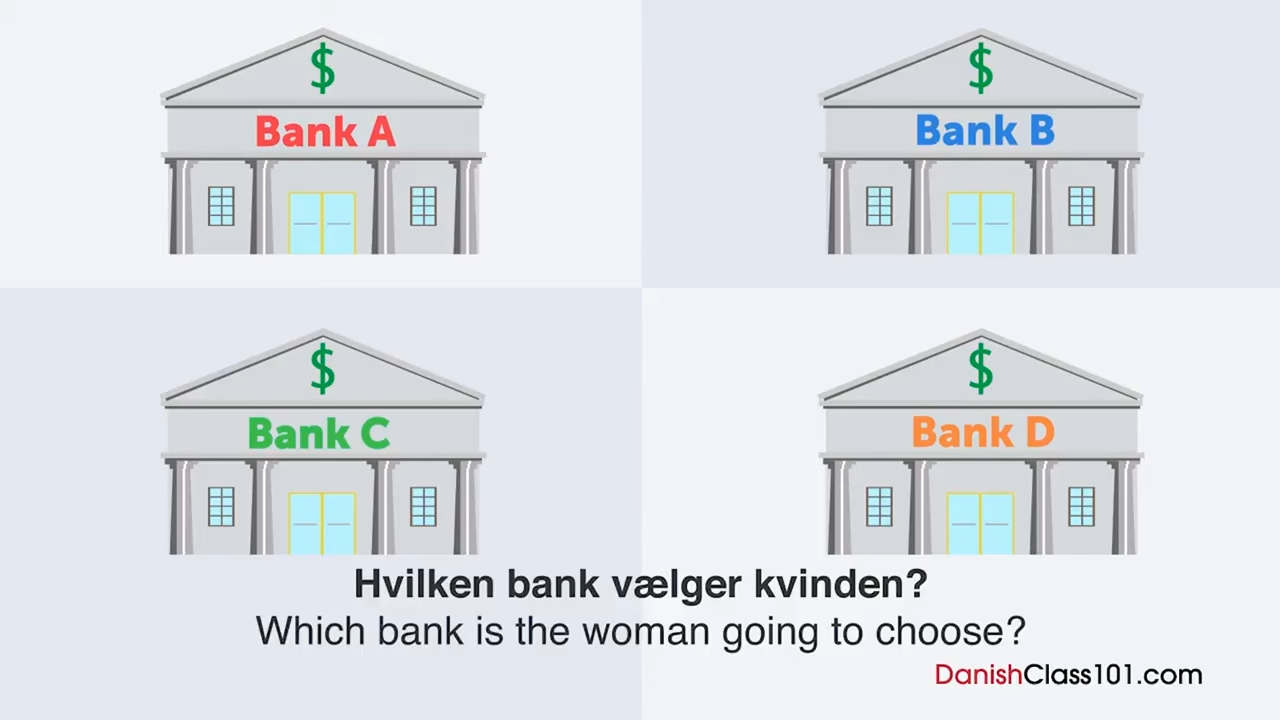 $
Bank A
$
Bank B
$
Bank C
$
Bank D
Hvilken bank vælger kvinden?
Which bank is the woman going to choose?
DanishClass101.com